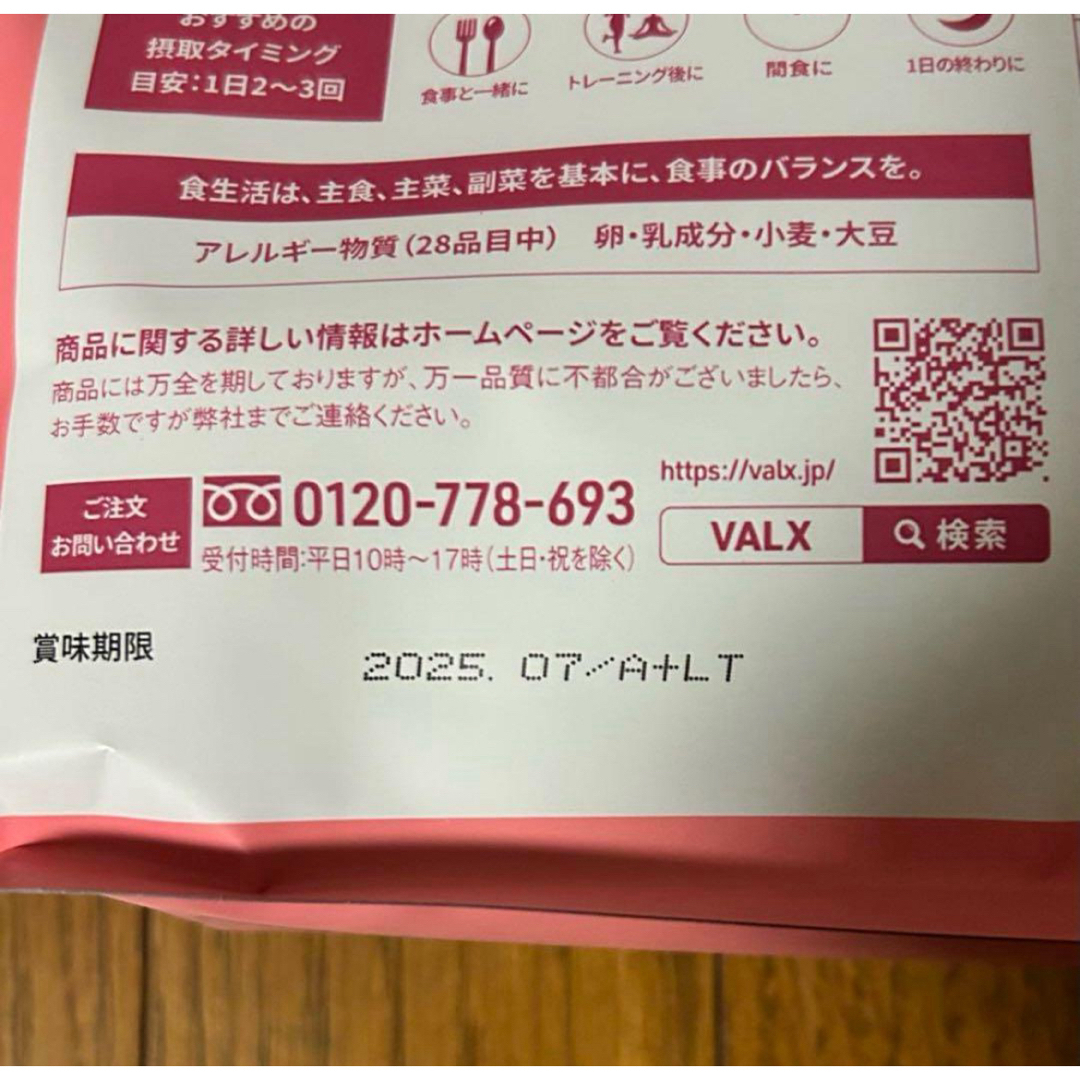 おすすめの
摂取タイミング
目安:1日2〜3回
食事と一緒に
トレーニング後に
間食に
1日の終わりに
食生活は、主食、主菜、副菜を基本に、食事のバランスを。
アレルギー物質(28品目中) 卵・乳成分・小麦・大豆
商品に関する詳しい情報はホームページをご覧ください。
商品には万全を期しておりますが、万一品質に不都合がございましたら、
お手数ですが弊社までご連絡ください。
https://valx.jp/
ご注文
お問い合わせ
0120-778-693
受付時間:平日10時〜17時(土日・祝を除く)
VALX 検索
賞味期限
2025. 07/A+LT